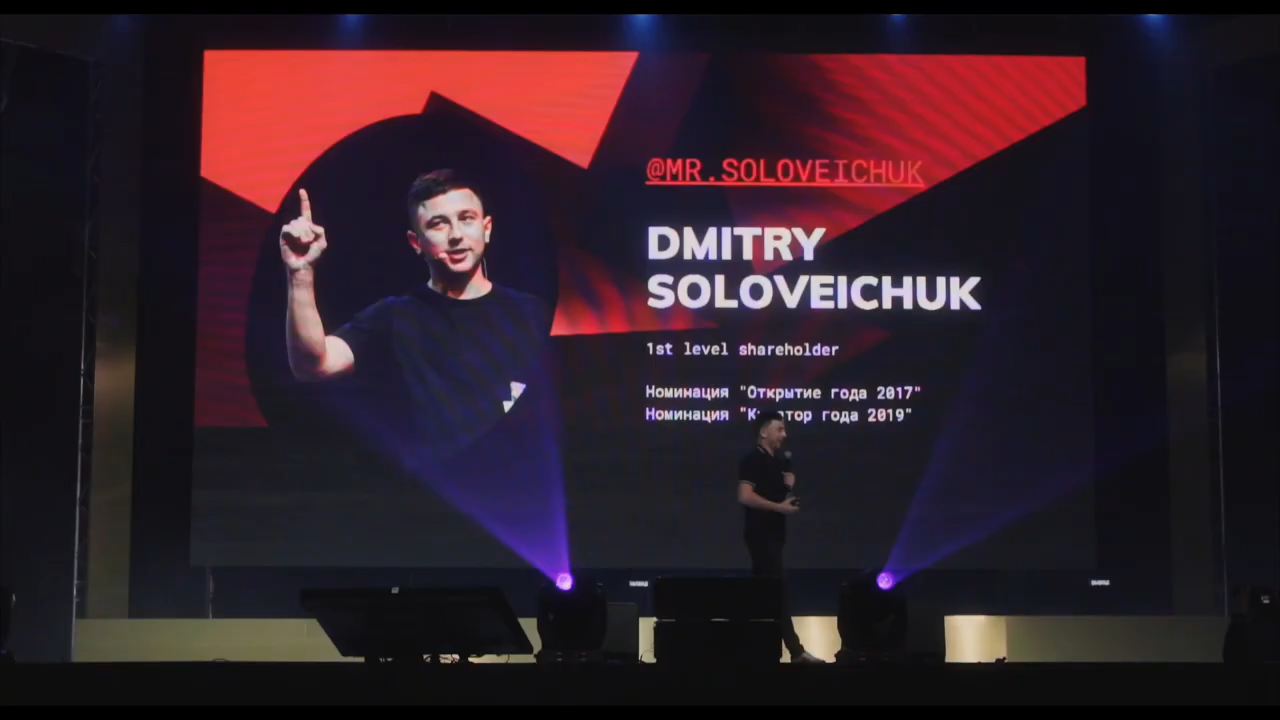 @MR.SOLOVEICHUK
DMITRY
SOLOVEICHUK
1st level shareholder
Номинация "Открытие года 2017"
Номинация "года 2019"